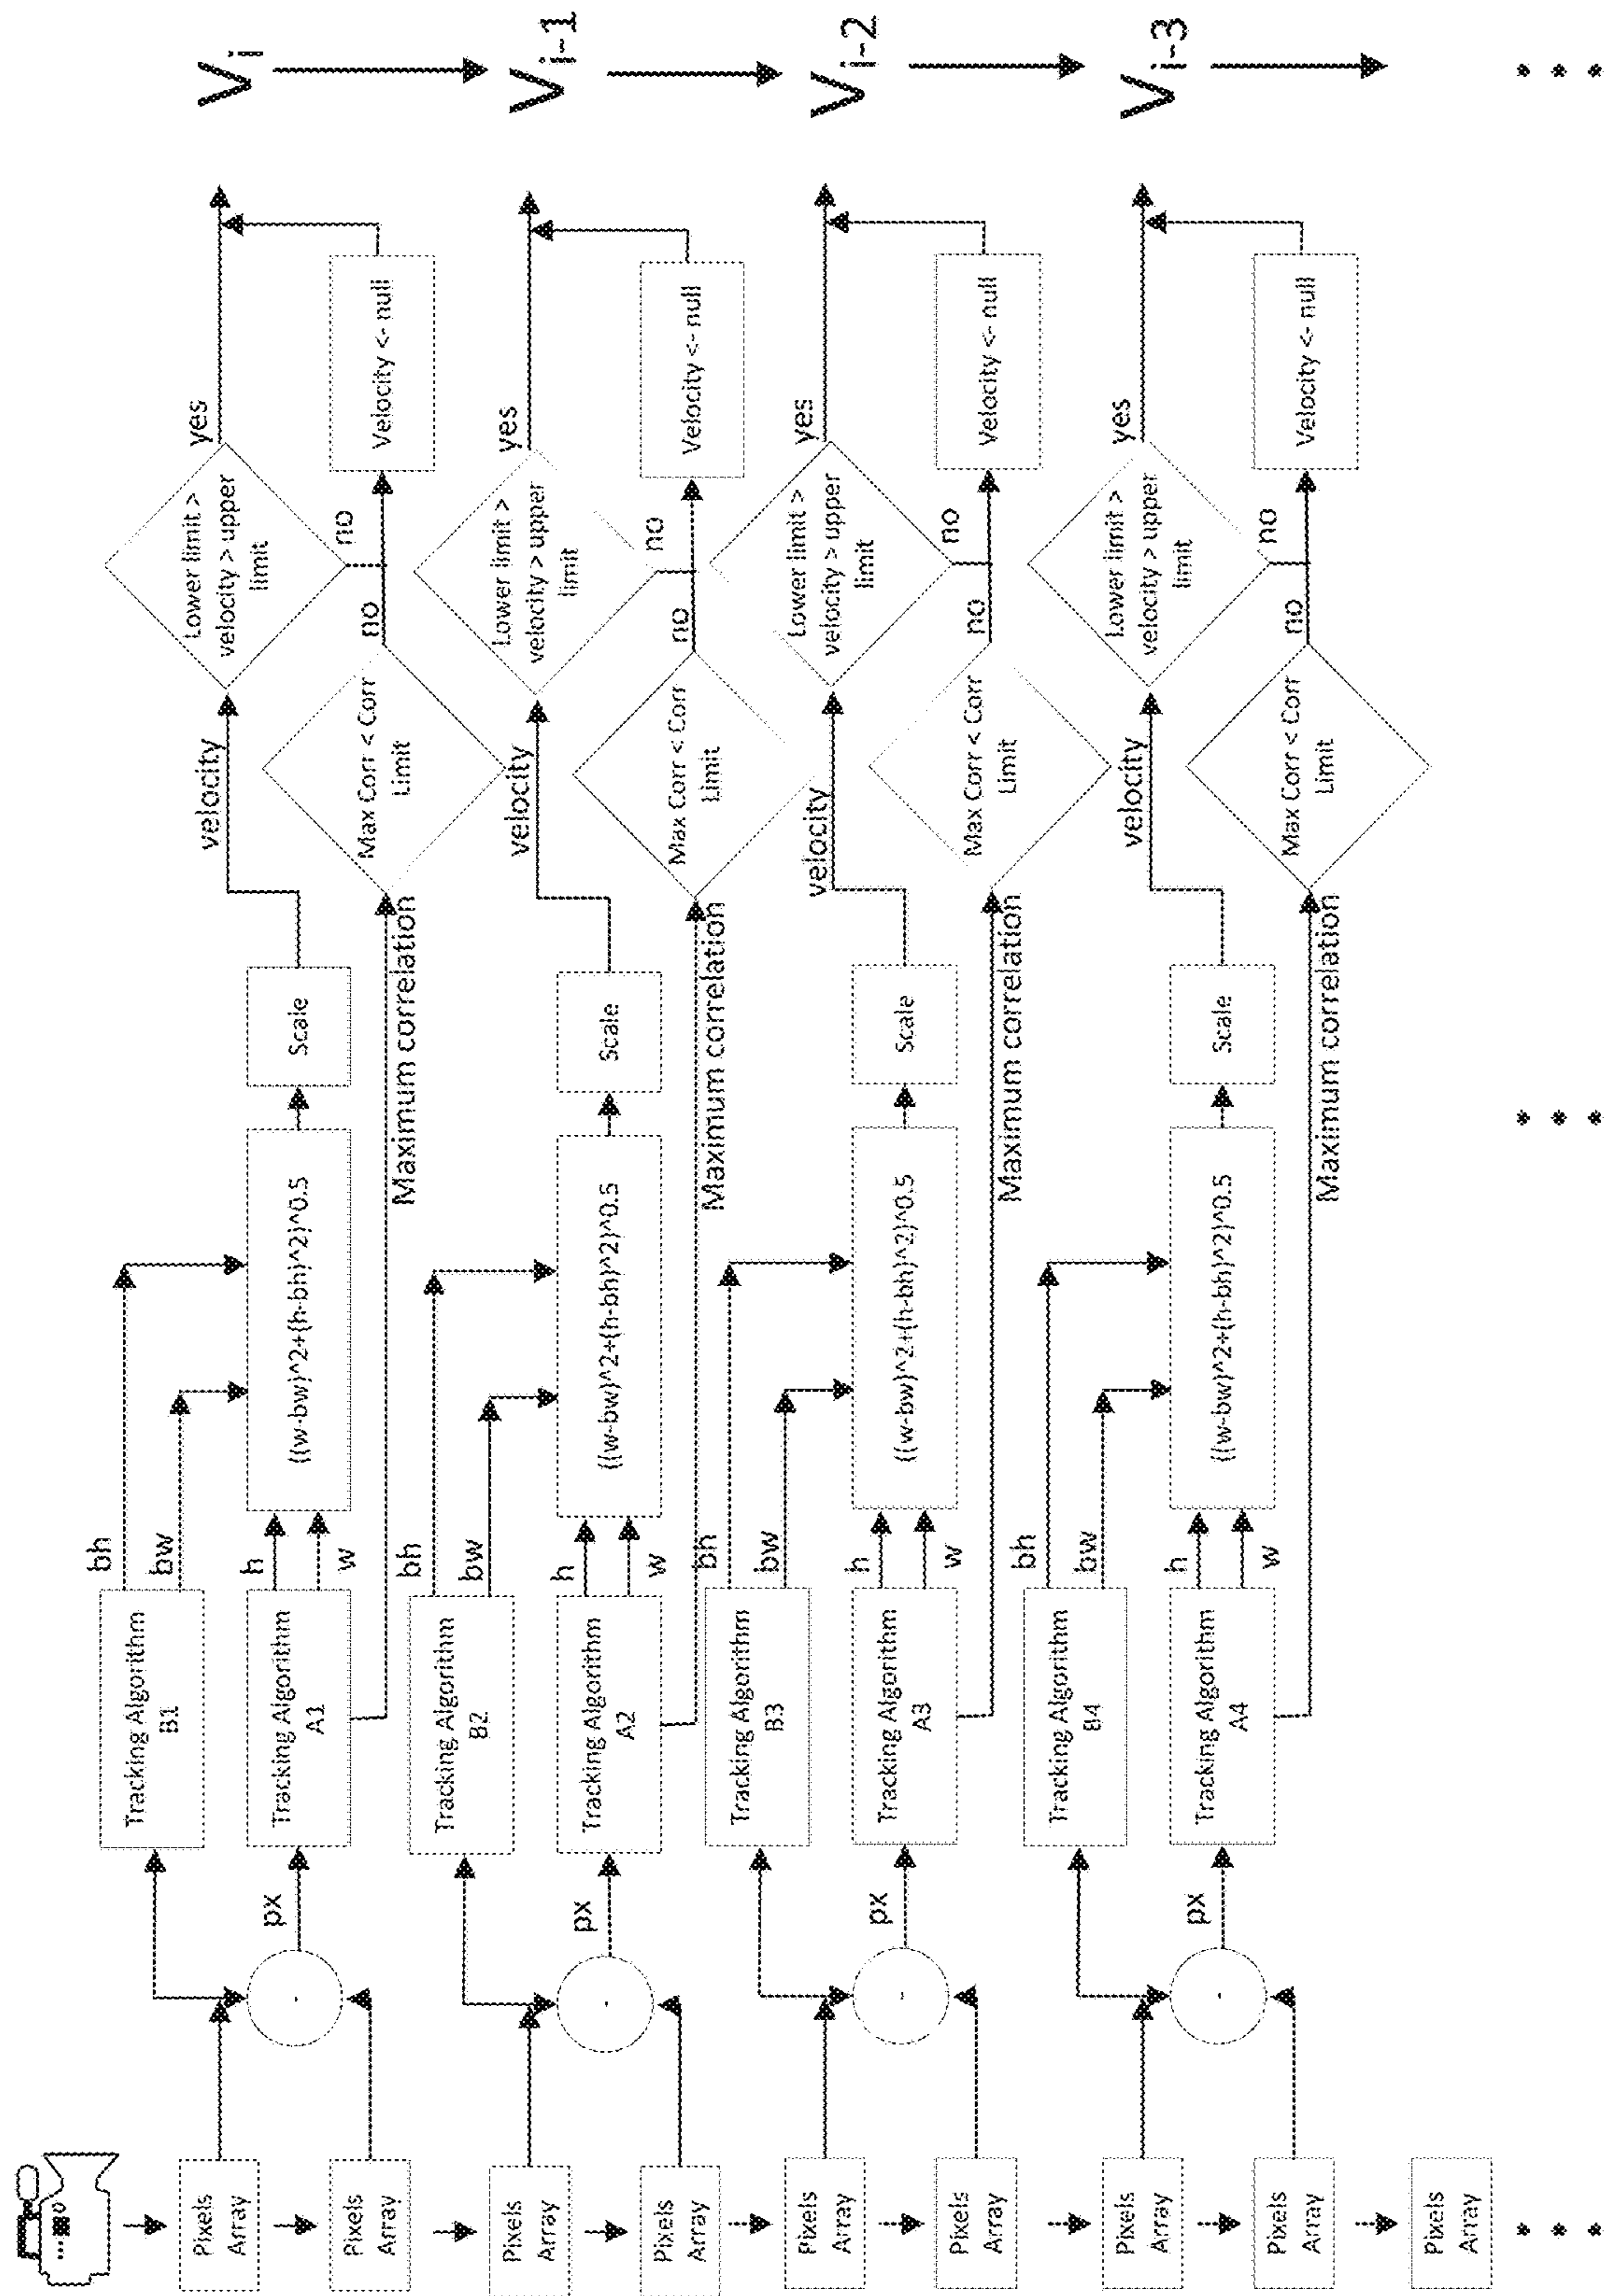 Pixels
Array
Pixels
Array
px
Tracking Algorithm
B1
Tracking Algorithm
A1
bh
bw
h
w
((w-bw)^2+(h-bh)^2)^0.5
Scale
Maximum correlation
velocity
Max Corr < Corr
Limit
Lower limit >
velocity > upper
limit
no
no
yes
Velocity <- null
Vi
Pixels
Array
Pixels
Array
px
Tracking Algorithm
B2
Tracking Algorithm
A2
bh
bw
h
w
((w-bw)^2+(h-bh)^2)^0.5
Scale
Maximum correlation
velocity
Max Corr < Corr
Limit
Lower limit >
velocity > upper
limit
no
no
yes
Velocity <- null
Vi-1
Pixels
Array
Pixels
Array
px
Tracking Algorithm
B3
Tracking Algorithm
A3
bh
bw
h
w
((w-bw)^2+(h-bh)^2)^0.5
Scale
Maximum correlation
velocity
Max Corr < Corr
Limit
Lower limit >
velocity > upper
limit
no
no
yes
Velocity <- null
Vi-2
Pixels
Array
Pixels
Array
px
Tracking Algorithm
B4
Tracking Algorithm
A4
bh
bw
h
w
((w-bw)^2+(h-bh)^2)^0.5
Scale
Maximum correlation
velocity
Max Corr < Corr
Limit
Lower limit >
velocity > upper
limit
no
no
yes
Velocity <- null
Vi-3
Pixels
Array